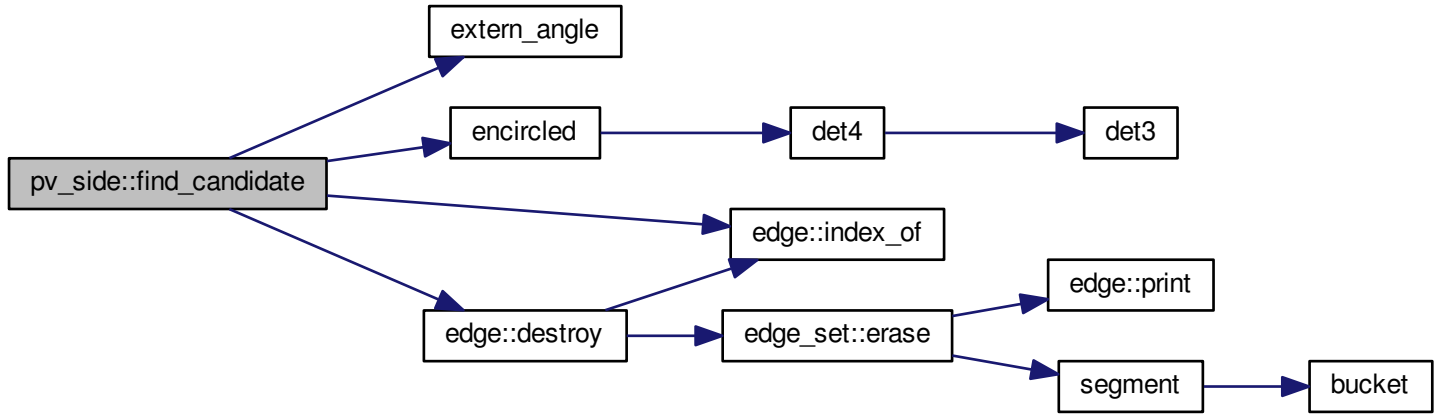 extern_angle
encircled
det4
det3
pv_side::find_candidate
edge::index_of
edge::print
edge::destroy
edge_set::erase
segment
bucket